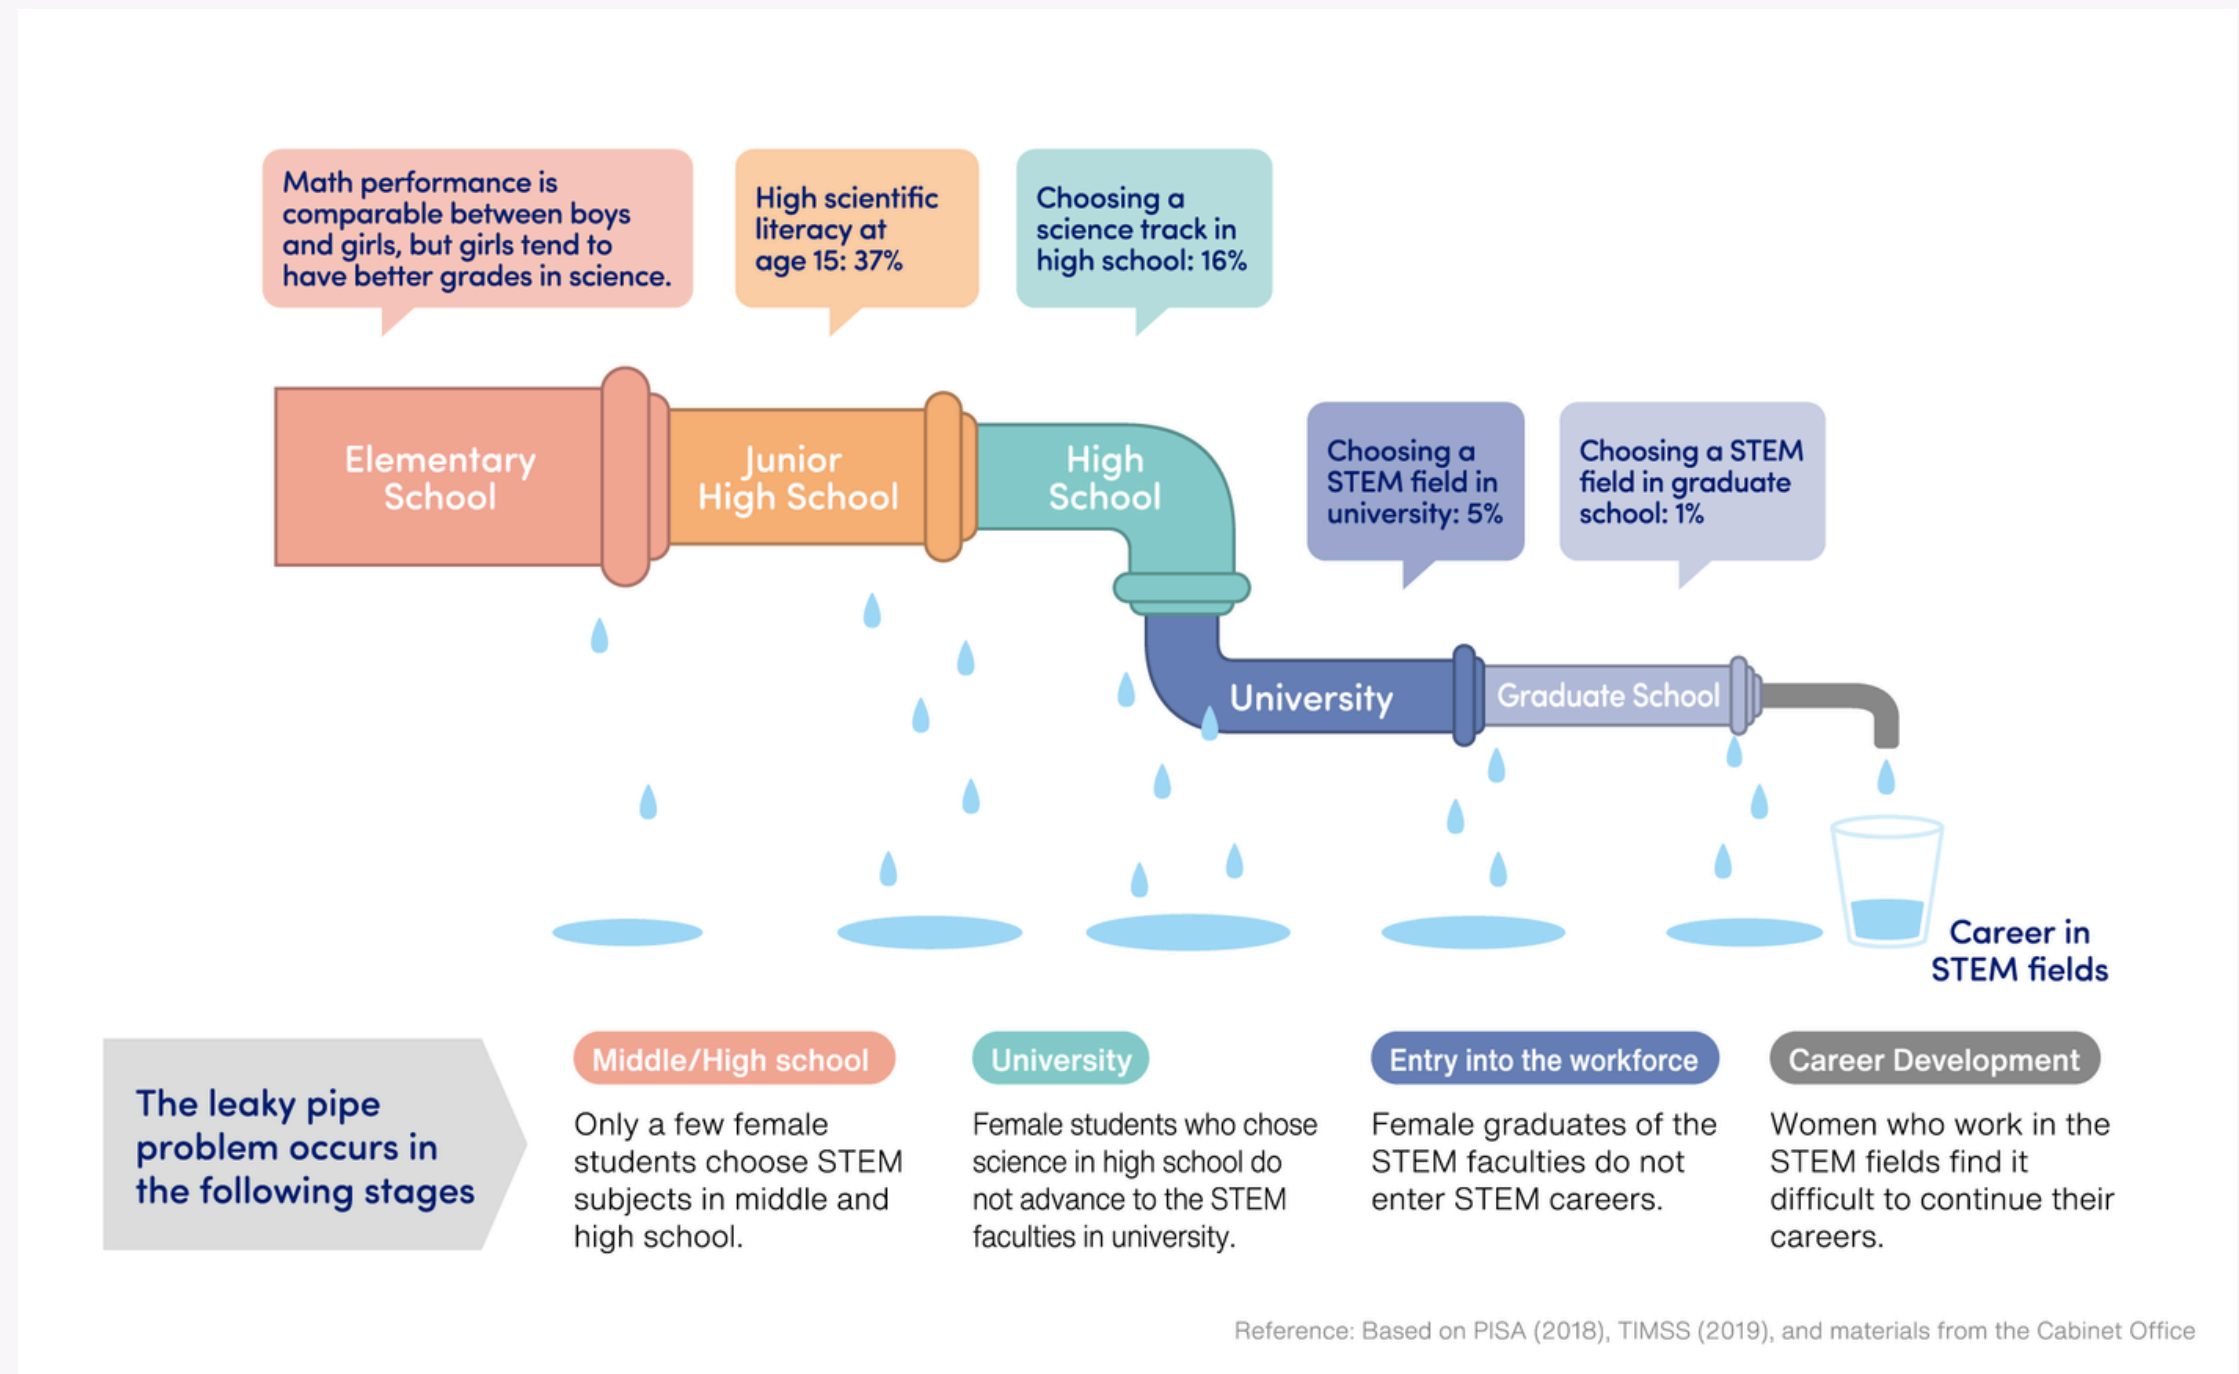 Math performance is
comparable between boys
and girls, but girls tend to
have better grades in science.
High scientific
literacy at
age 15: 37%
Choosing a
science track in
high school: 16%
Elementary
School
Junior
High School
High
School
Choosing a
STEM field in
university: 5%
Choosing a STEM
field in graduate
school: 1%
University
Graduate School
Career in
STEM fields
The leaky pipe
problem occurs in
the following stages
Middle/High school
Only a few female
students choose STEM
subjects in middle and
high school.
University
Female students who chose
science in high school do
not advance to the STEM
faculties in university.
Entry into the workforce
Female graduates of the
STEM faculties do not
enter STEM careers.
Career Development
Women who work in the
STEM fields find it
difficult to continue their
careers.
Reference: Based on PISA (2018), TIMSS (2019), and materials from the Cabinet Office